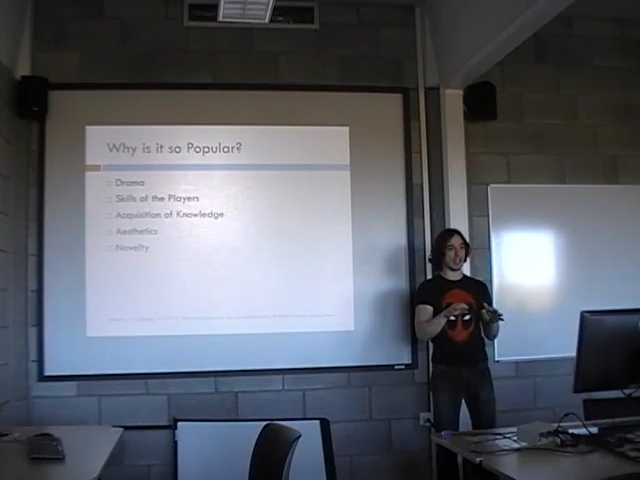 Why is it so Popular?
Drama
Skills of the Players
Acquisition of Knowledge
Aesthetics
Novelty